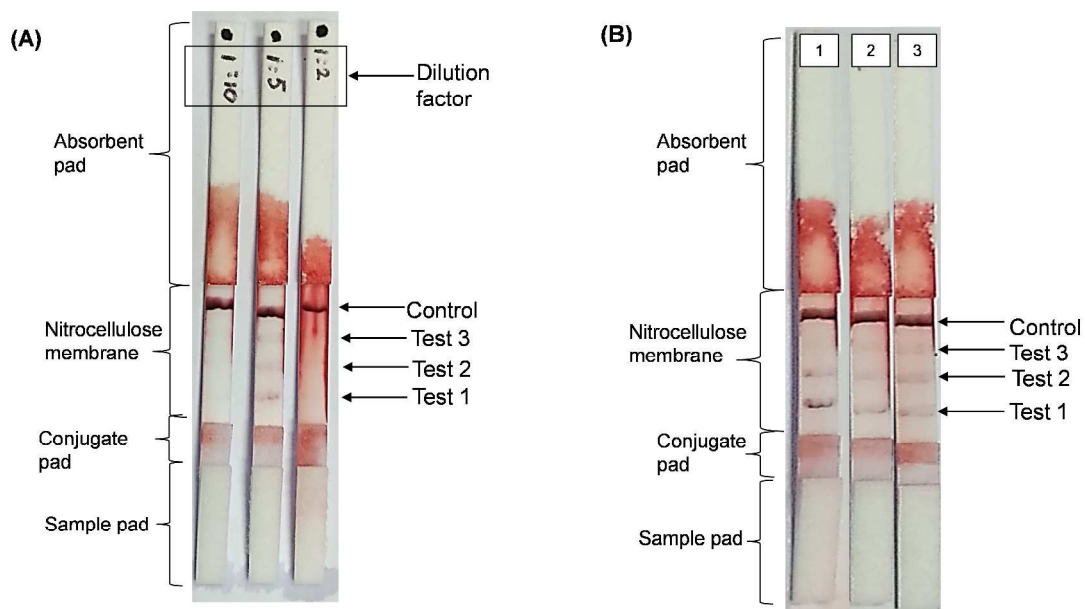 (A)
1:10
1:5
1:2
Dilution
factor
Absorbent
pad
Control
Test 3
Test 2
Test 1
Nitrocellulose
membrane
Conjugate
pad
Sample pad
(B)
1
2
3
Absorbent
pad
Control
Test 3
Test 2
Test 1
Nitrocellulose
membrane
Conjugate
pad
Sample pad